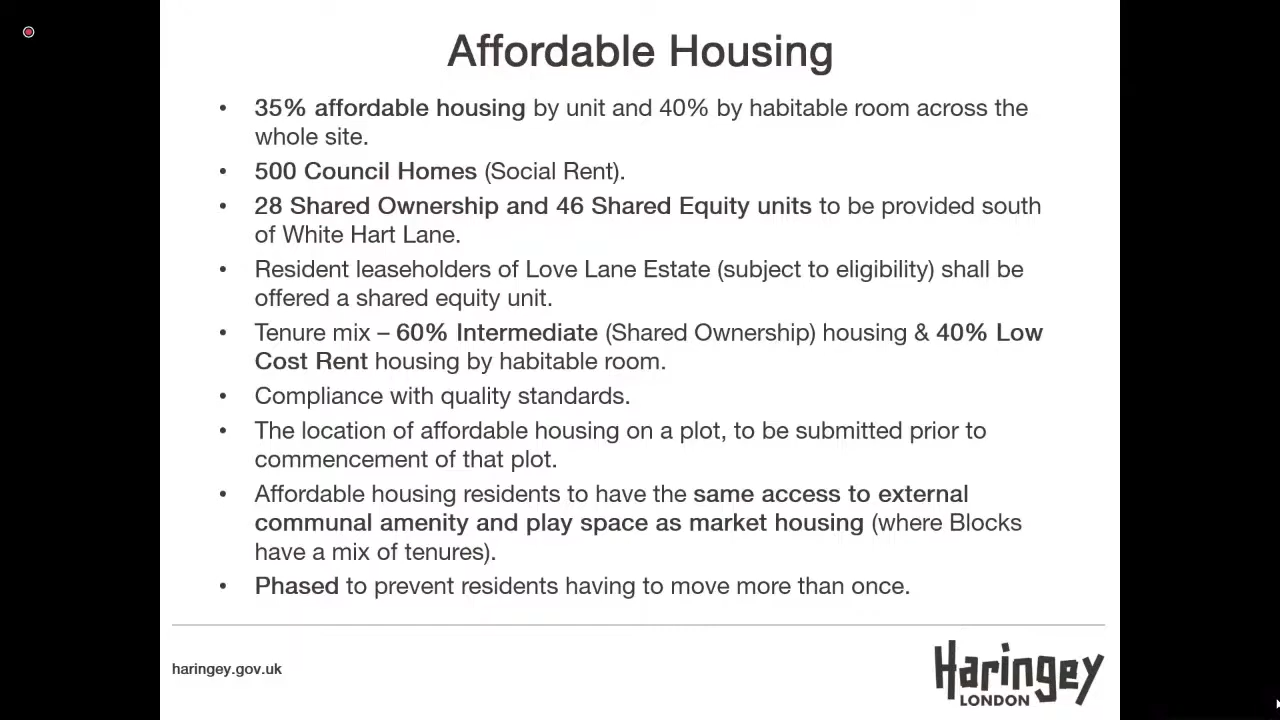 Affordable Housing
• 35% affordable housing by unit and 40% by habitable room across the
whole site.
• 500 Council Homes (Social Rent).
• 28 Shared Ownership and 46 Shared Equity units to be provided south
of White Hart Lane.
• Resident leaseholders of Love Lane Estate (subject to eligibility) shall be
offered a shared equity unit.
• Tenure mix – 60% Intermediate (Shared Ownership) housing & 40% Low
Cost Rent housing by habitable room.
• Compliance with quality standards.
• The location of affordable housing on a plot, to be submitted prior to
commencement of that plot.
• Affordable housing residents to have the same access to external
communal amenity and play space as market housing (where Blocks
have a mix of tenures).
• Phased to prevent residents having to move more than once.
haringey.gov.uk
Haringey
LONDON